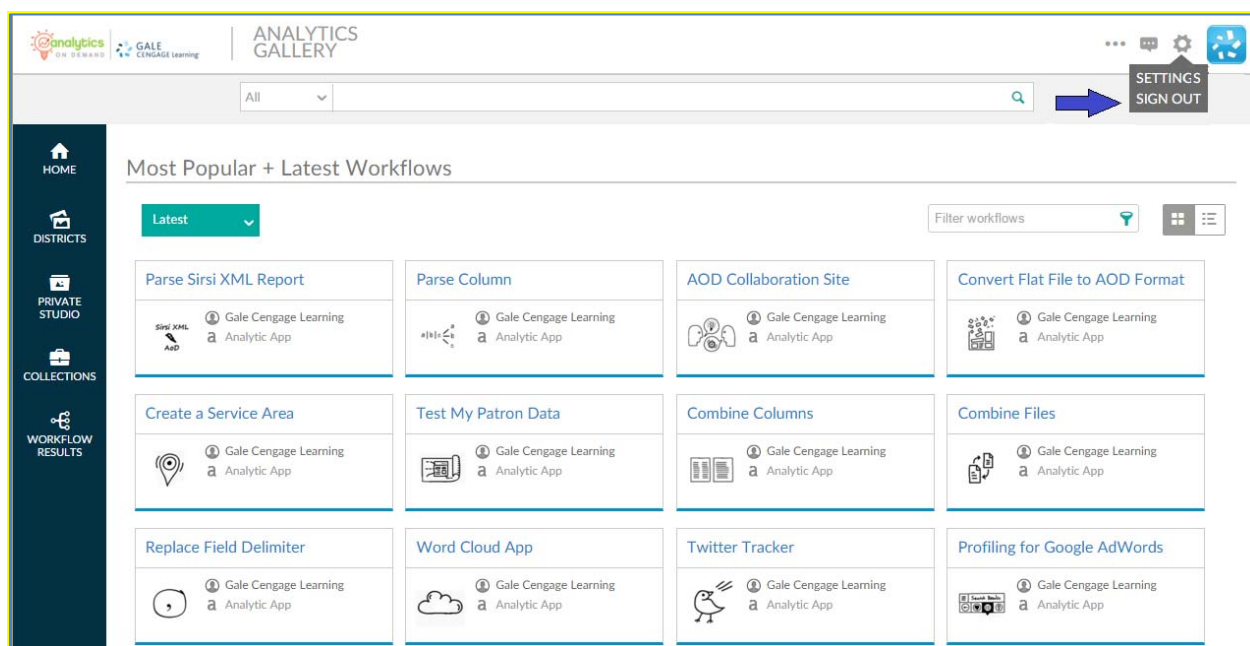 analytics
ON DEMAND
GALE
CENGAGE Learning
ANALYTICS
GALLERY
SETTINGS
SIGN OUT
All
HOME
DISTRICTS
PRIVATE
STUDIO
COLLECTIONS
WORKFLOW
RESULTS
Most Popular + Latest Workflows
Latest
Filter workflows
Parse Sirsi XML Report
Sirsi XML
AoD
Gale Cengage Learning
a Analytic App
Parse Column
Gale Cengage Learning
a Analytic App
AOD Collaboration Site
Gale Cengage Learning
a Analytic App
Convert Flat File to AOD Format
Gale Cengage Learning
a Analytic App
Create a Service Area
Gale Cengage Learning
a Analytic App
Test My Patron Data
Gale Cengage Learning
a Analytic App
Combine Columns
Gale Cengage Learning
a Analytic App
Combine Files
Gale Cengage Learning
a Analytic App
Replace Field Delimiter
Gale Cengage Learning
a Analytic App
Word Cloud App
Gale Cengage Learning
a Analytic App
Twitter Tracker
Gale Cengage Learning
a Analytic App
Profiling for Google AdWords
Gale Cengage Learning
a Analytic App